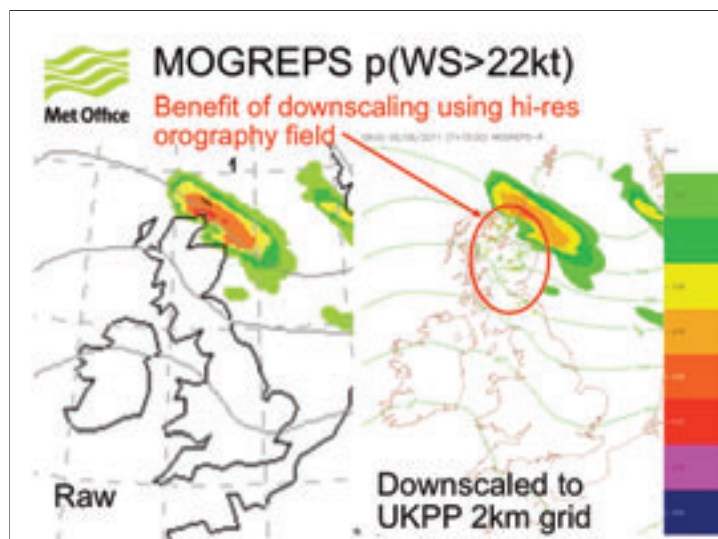 Met Office
MOGREPS p(WS>22kt)
Benefit of downscaling using hi-res
orography field
Raw
Downscaled to
UKPP 2km grid